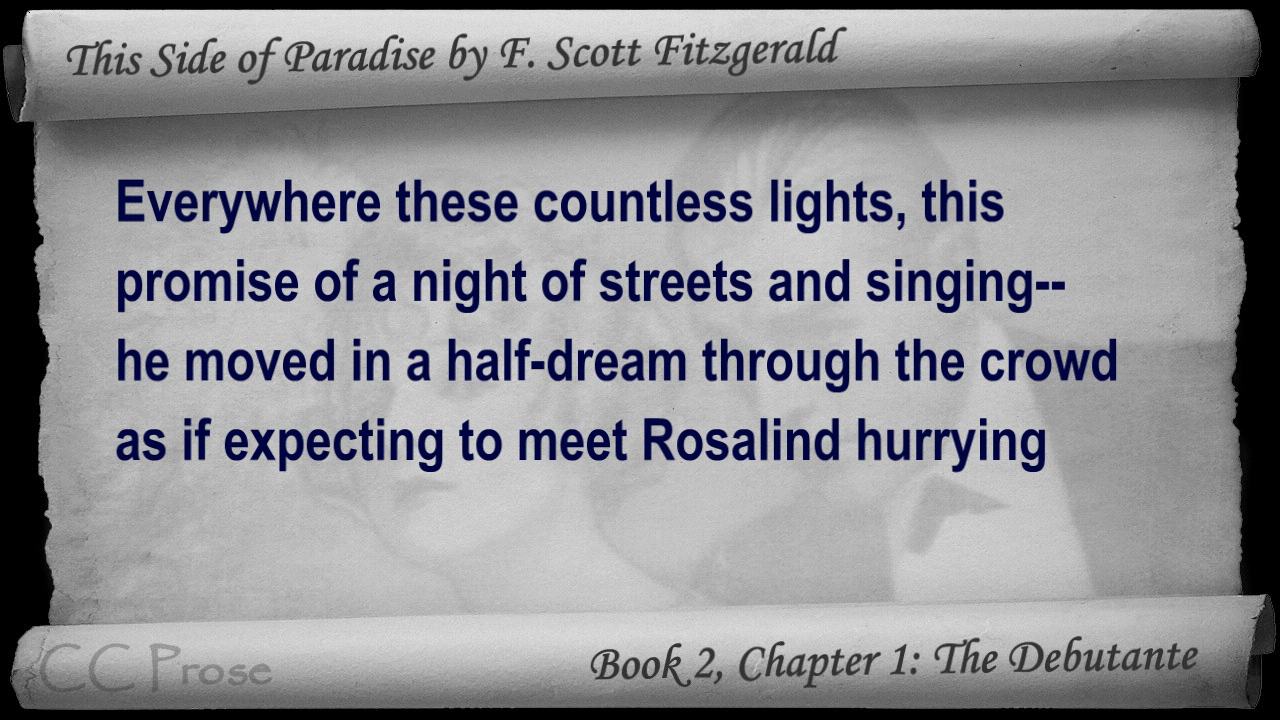 This Side of Paradise by F. Scott Fitzgerald
Everywhere these countless lights, this
promise of a night of streets and singing--
he moved in a half-dream through the crowd
as if expecting to meet Rosalind hurrying
CC Prose
Book 2, Chapter 1: The Debutante